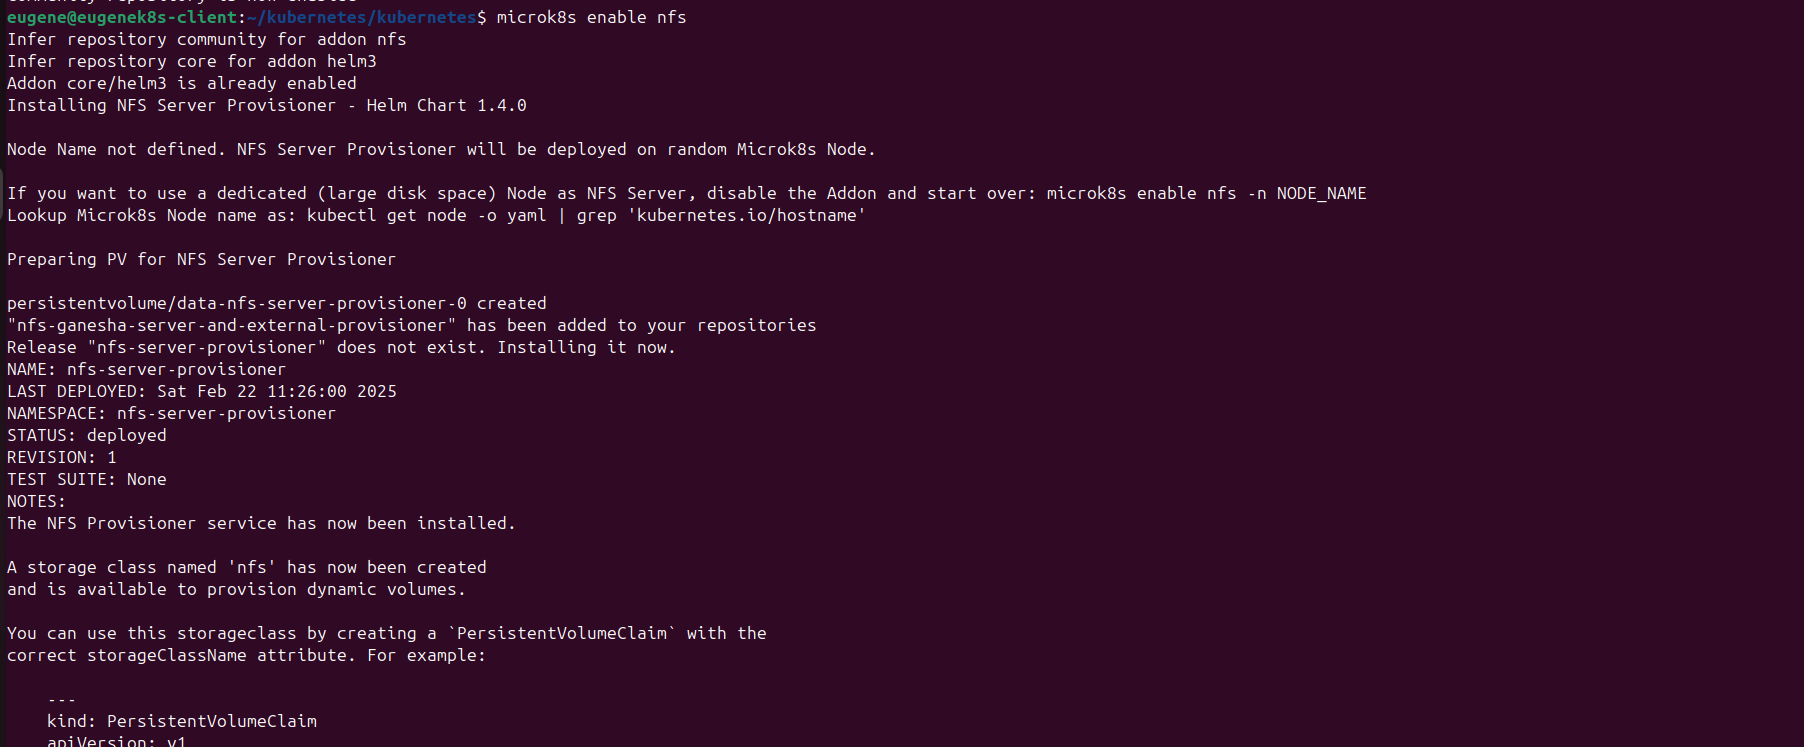 eugene@eugenek8s-client:~/kubernetes/kubernetes$ microk8s enable nfs
Infer repository community for addon nfs
Infer repository core for addon helm3
Addon core/helm3 is already enabled
Installing NFS Server Provisioner - Helm Chart 1.4.0
Node Name not defined. NFS Server Provisioner will be deployed on random Microk8s Node.
If you want to use a dedicated (large disk space) Node as NFS Server, disable the Addon and start over: microk8s enable nfs -n NODE_NAME
Lookup Microk8s Node name as: kubectl get node -o yaml | grep 'kubernetes.io/hostname'
Preparing PV for NFS Server Provisioner
persistentvolume/data-nfs-server-provisioner-0 created
"nfs-ganesha-server-and-external-provisioner" has been added to your repositories
Release "nfs-server-provisioner" does not exist. Installing it now.
NAME: nfs-server-provisioner
LAST DEPLOYED: Sat Feb 22 11:26:00 2025
NAMESPACE: nfs-server-provisioner
STATUS: deployed
REVISION: 1
TEST SUITE: None
NOTES:
The NFS Provisioner service has now been installed.
A storage class named 'nfs' has now been created
and is available to provision dynamic volumes.
You can use this storageclass by creating a `PersistentVolumeClaim` with the
correct storageClassName attribute. For example:
---
kind: PersistentVolumeClaim
apiVersion: v1